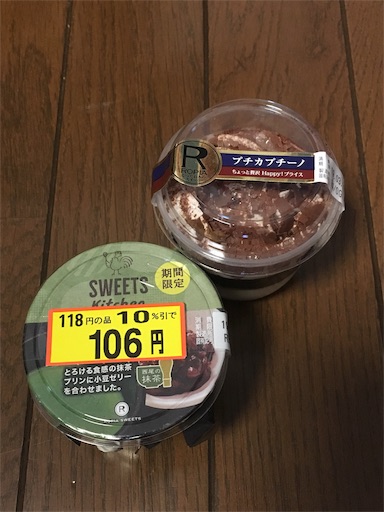 R
RORIA
プチカプチーノ
ちょっと贅沢 Happy!プライス
SWEETS
Kitchen
期間
限定
118円の品 10%引で
106円
とろける食感の抹茶
プリンに小豆ゼリー
を合わせました。
西尾の
抹茶
R
RORIA SWEETS